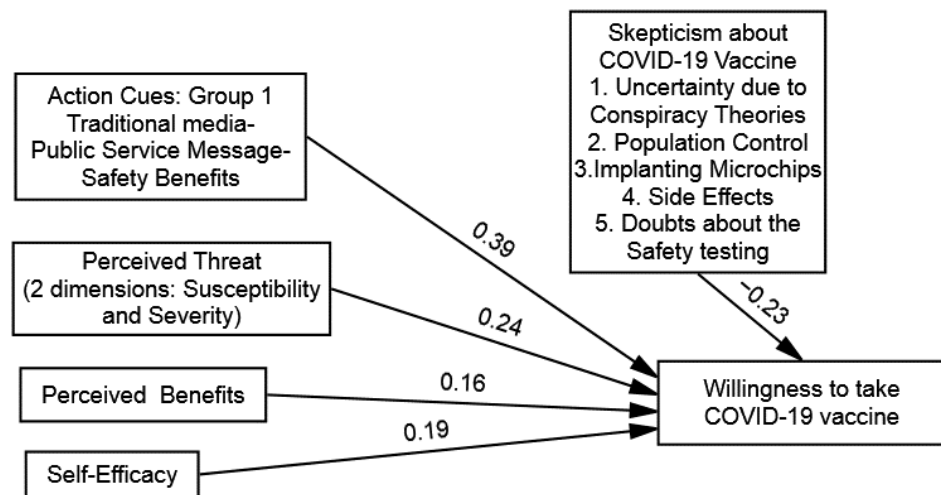 Action Cues: Group 1
Traditional media-
Public Service Message-
Safety Benefits
Skepticism about
COVID-19 Vaccine
1. Uncertainty due to
Conspiracy Theories
2. Population Control
3.Implanting Microchips
4. Side Effects
5. Doubts about the
Safety testing
0.39
Perceived Threat
(2 dimensions: Susceptibility
and Severity)
0.24
−0.23
Perceived Benefits
0.16
Willingness to take
COVID-19 vaccine
0.19
Self-Efficacy